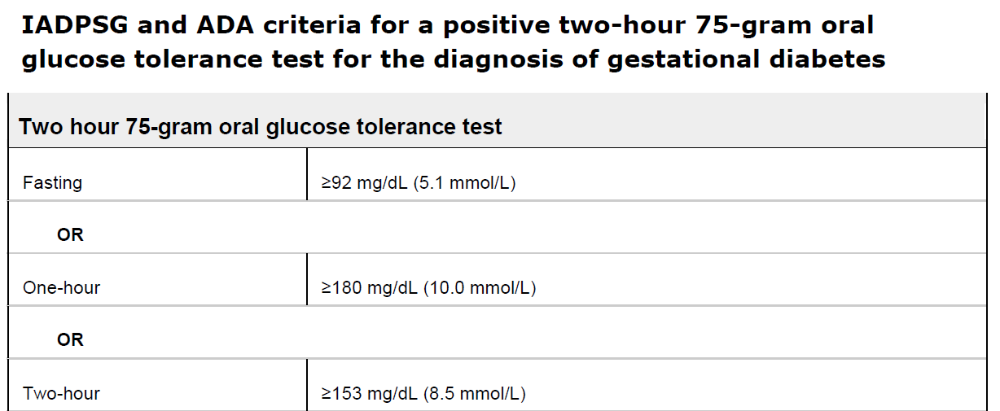 IADPSG and ADA criteria for a positive two-hour 75-gram oral
glucose tolerance test for the diagnosis of gestational diabetes
Two hour 75-gram oral glucose tolerance test
Fasting ≥92 mg/dL (5.1 mmol/L)
OR
One-hour ≥180 mg/dL (10.0 mmol/L)
OR
Two-hour ≥153 mg/dL (8.5 mmol/L)